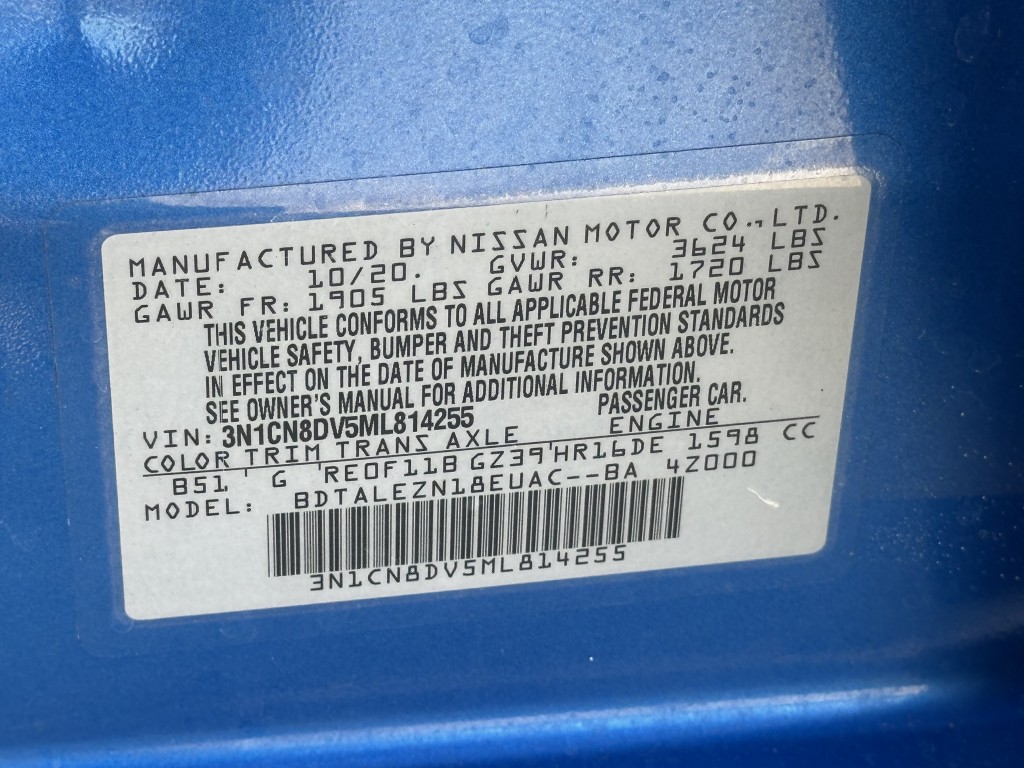 MANUFACTURED BY NISSAN MOTOR CO.,LTD.
DATE: 10/20. GVWR: 3624 LBS
GAWR FR: 1905 LBS GAWR RR: 1720 LBS
THIS VEHICLE CONFORMS TO ALL APPLICABLE FEDERAL MOTOR
VEHICLE SAFETY, BUMPER AND THEFT PREVENTION STANDARDS
IN EFFECT ON THE DATE OF MANUFACTURE SHOWN ABOVE.
SEE OWNER'S MANUAL FOR ADDITIONAL INFORMATION.
VIN: 3N1CN8DV5ML814255 PASSENGER CAR.
COLOR TRIM TRANS AXLE ENGINE
B51 ' G 'RE0F11B GZ39'HR16DE 1598 CC
MODEL: BDTALEZN18EUAC--BA 4Z000
3N1CN8DV5ML814255